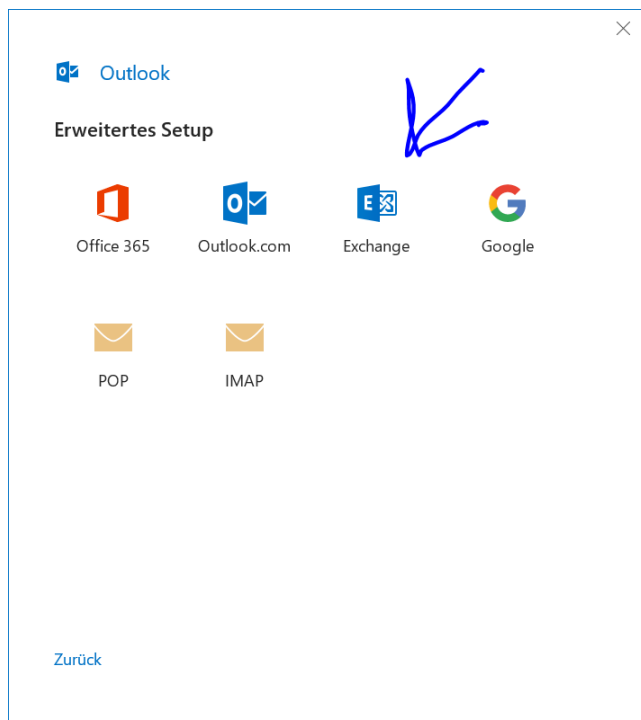 Outlook
Erweitertes Setup
Office 365
Outlook.com
Exchange
Google
POP
IMAP
Zurück